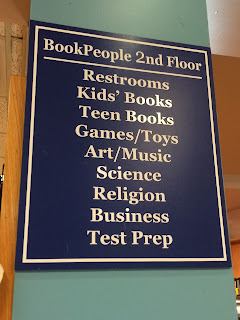 BookPeople 2nd Floor
Restrooms
Kids' Books
Teen Books
Games/Toys
Art/Music
Science
Religion
Business
Test Prep